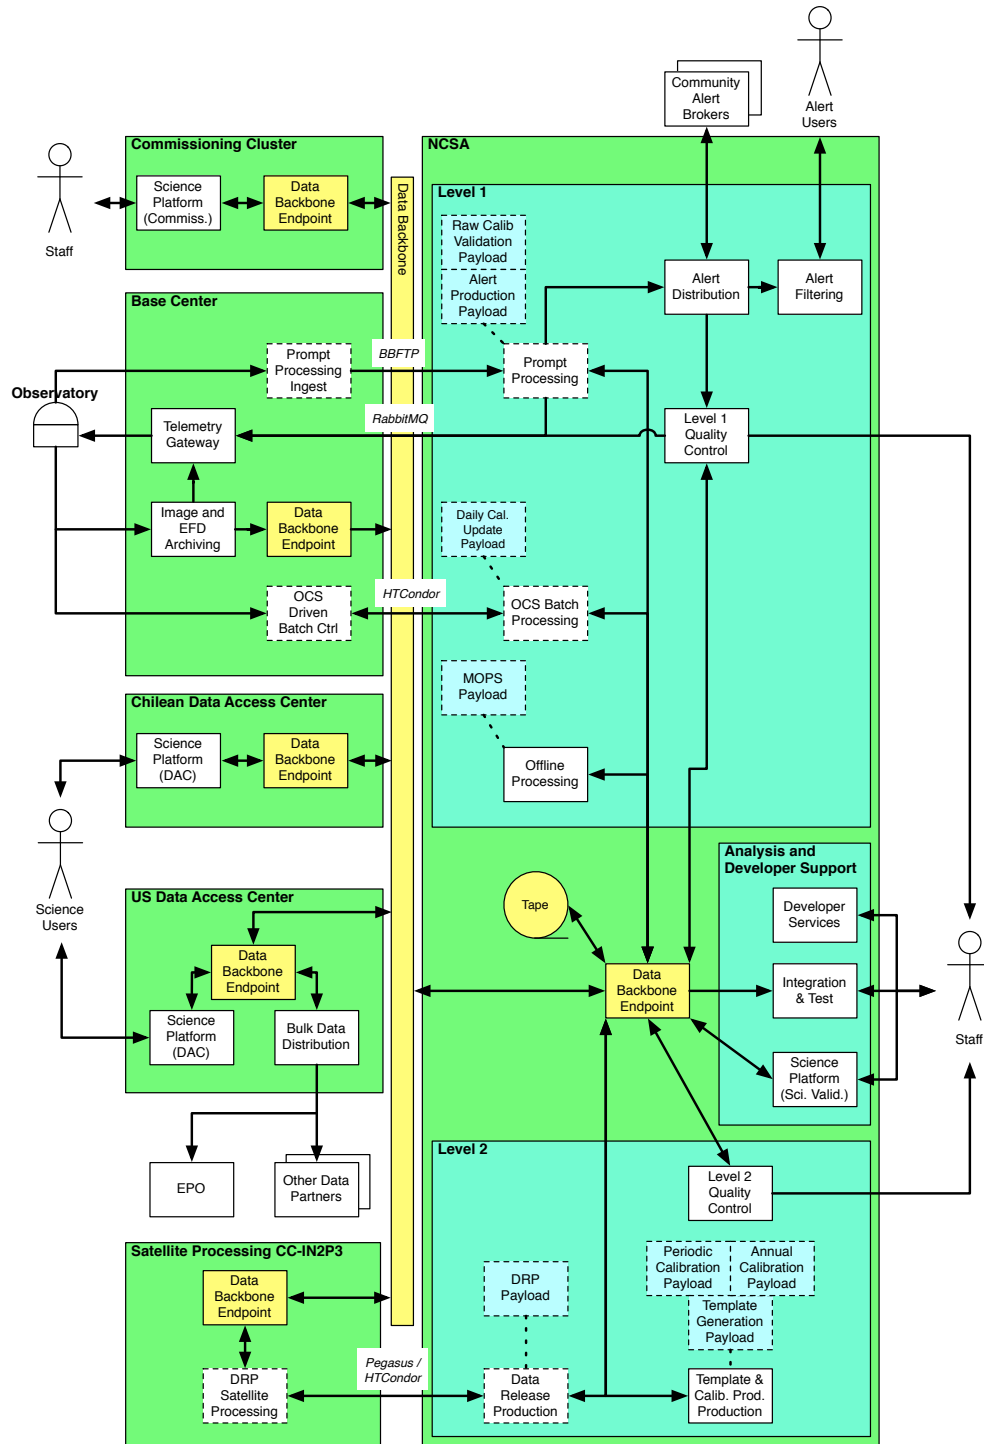 Community
Alert
Brokers
Alert
Users
Commissioning Cluster
Science
Platform
(Commiss.)
Data
Backbone
Endpoint
Staff
Data Backbone
NCSA
Level 1
Raw Calib
Validation
Payload
Alert
Production
Payload
Alert
Distribution
Alert
Filtering
Base Center
Prompt
Processing
Ingest
BBFTP
Prompt
Processing
Observatory
Telemetry
Gateway
RabbitMQ
Level 1
Quality
Control
Image and
EFD
Archiving
Data
Backbone
Endpoint
Daily Cal.
Update
Payload
OCS
Driven
Batch Ctrl
HTCondor
OCS Batch
Processing
MOPS
Payload
Offline
Processing
Chilean Data Access Center
Science
Platform
(DAC)
Data
Backbone
Endpoint
Science
Users
US Data Access Center
Data
Backbone
Endpoint
Science
Platform
(DAC)
Bulk Data
Distribution
EPO
Other Data
Partners
Tape
Data
Backbone
Endpoint
Analysis and
Developer Support
Developer
Services
Integration
& Test
Science
Platform
(Sci. Valid.)
Staff
Level 2
Level 2
Quality
Control
Satellite Processing CC-IN2P3
Data
Backbone
Endpoint
DRP
Satellite
Processing
Pegasus /
HTCondor
DRP
Payload
Data
Release
Production
Periodic
Calibration
Payload
Annual
Calibration
Payload
Template
Generation
Payload
Template &
Calib. Prod.
Production